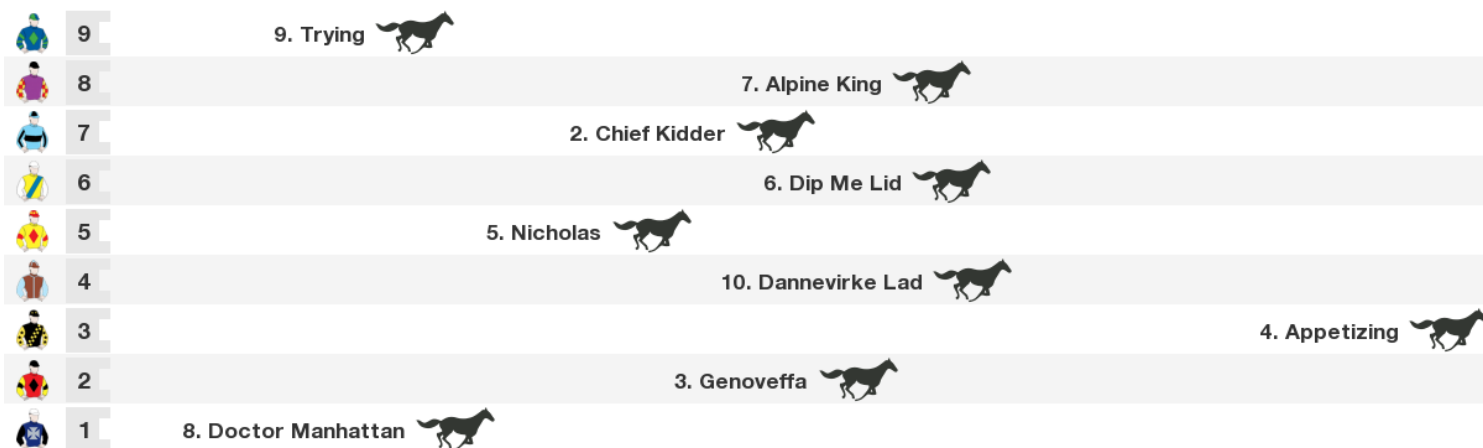 9 9. Trying
8 7. Alpine King
7 2. Chief Kidder
6 6. Dip Me Lid
5 5. Nicholas
4 10. Dannevirke Lad
3 4. Appetizing
2 3. Genoveffa
1 8. Doctor Manhattan